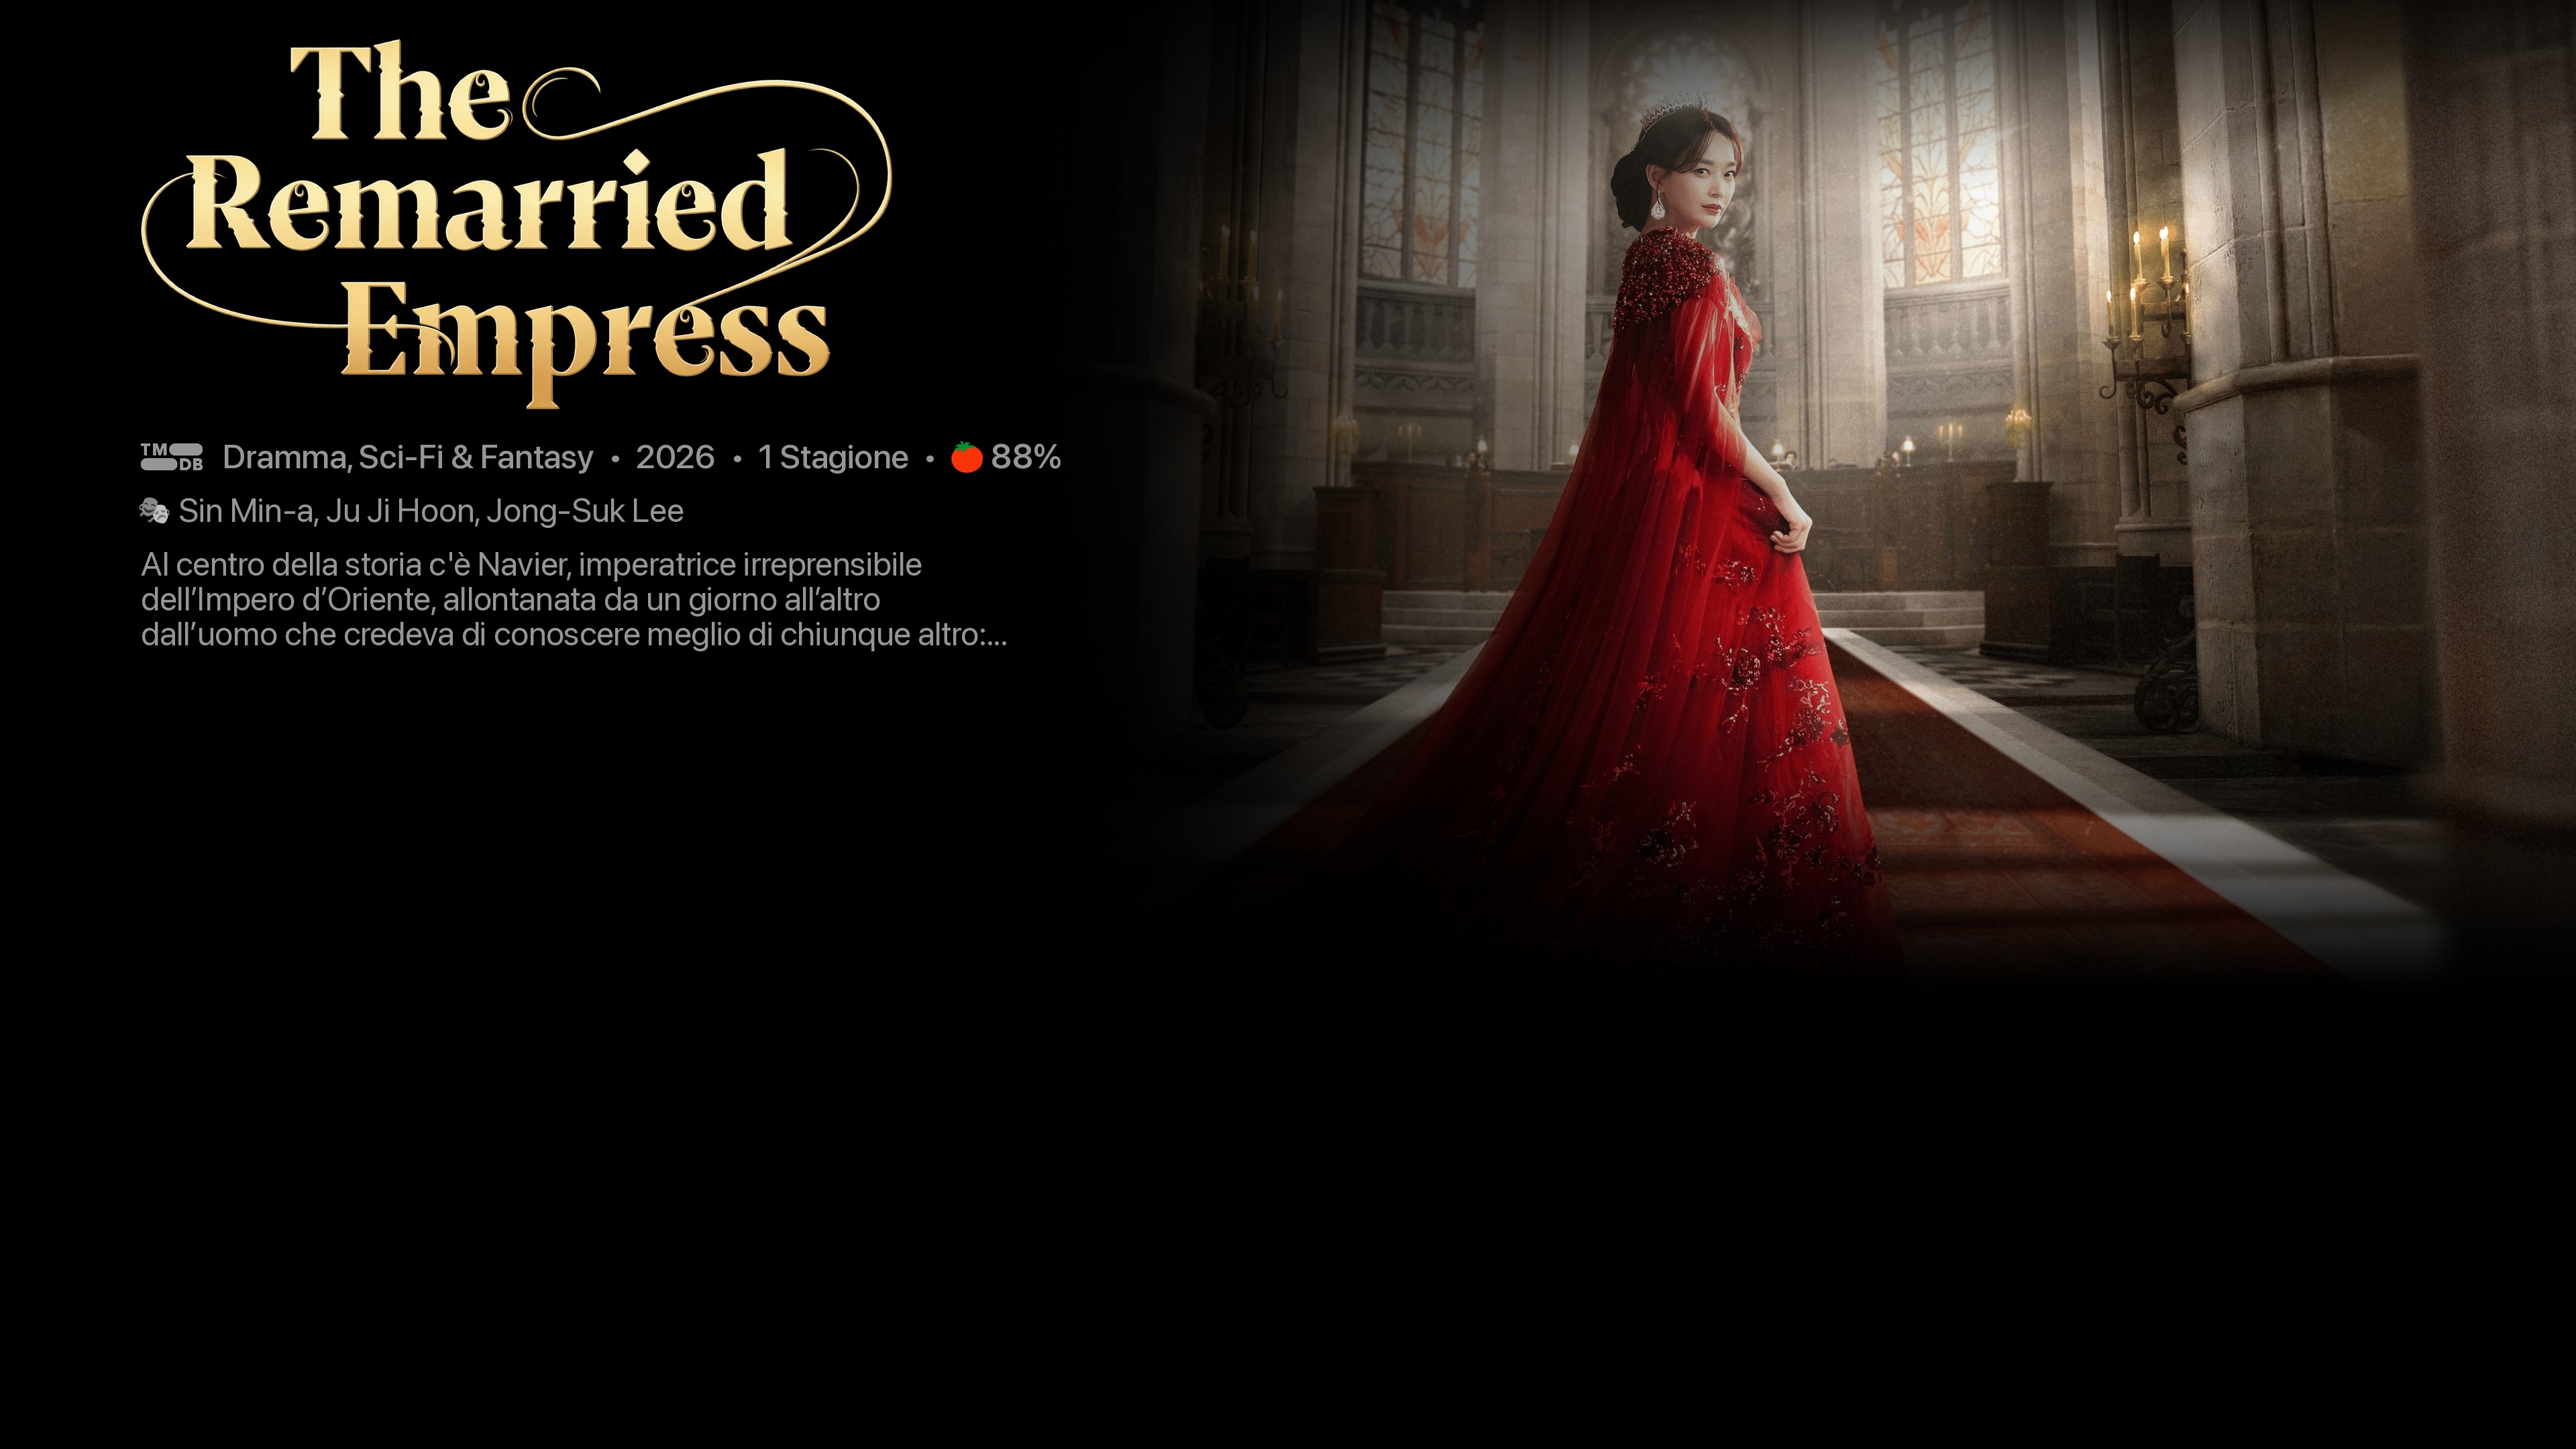 The
Remarried
Empress
TMDB Dramma, Sci-Fi & Fantasy • 2026 • 1 Stagione • 88%
Sin Min-a, Ju Ji Hoon, Jong-Suk Lee
Al centro della storia c'è Navier, imperatrice irreprensibile
dell’Impero d’Oriente, allontanata da un giorno all’altro
dall’uomo che credeva di conoscere meglio di chiunque altro:...